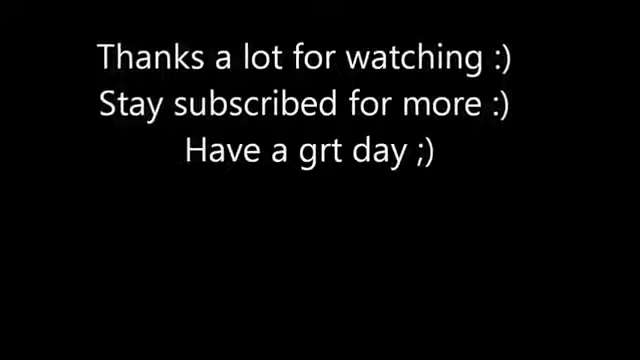 Thanks a lot for watching :)
Stay subscribed for more :)
Have a grt day ;)